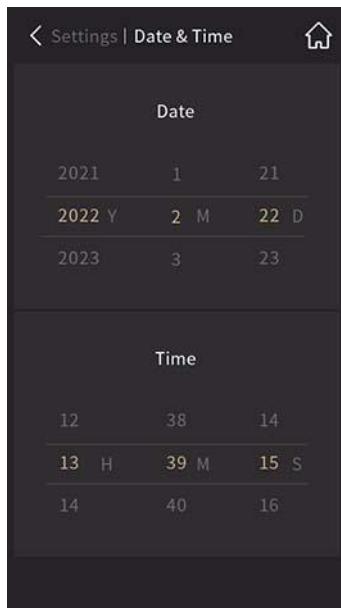 Settings | Date & Time
Date
2021 1 21
2022 Y 2 M 22 D
2023 3 23
Time
12 38 14
13 H 39 M 15 S
14 40 16